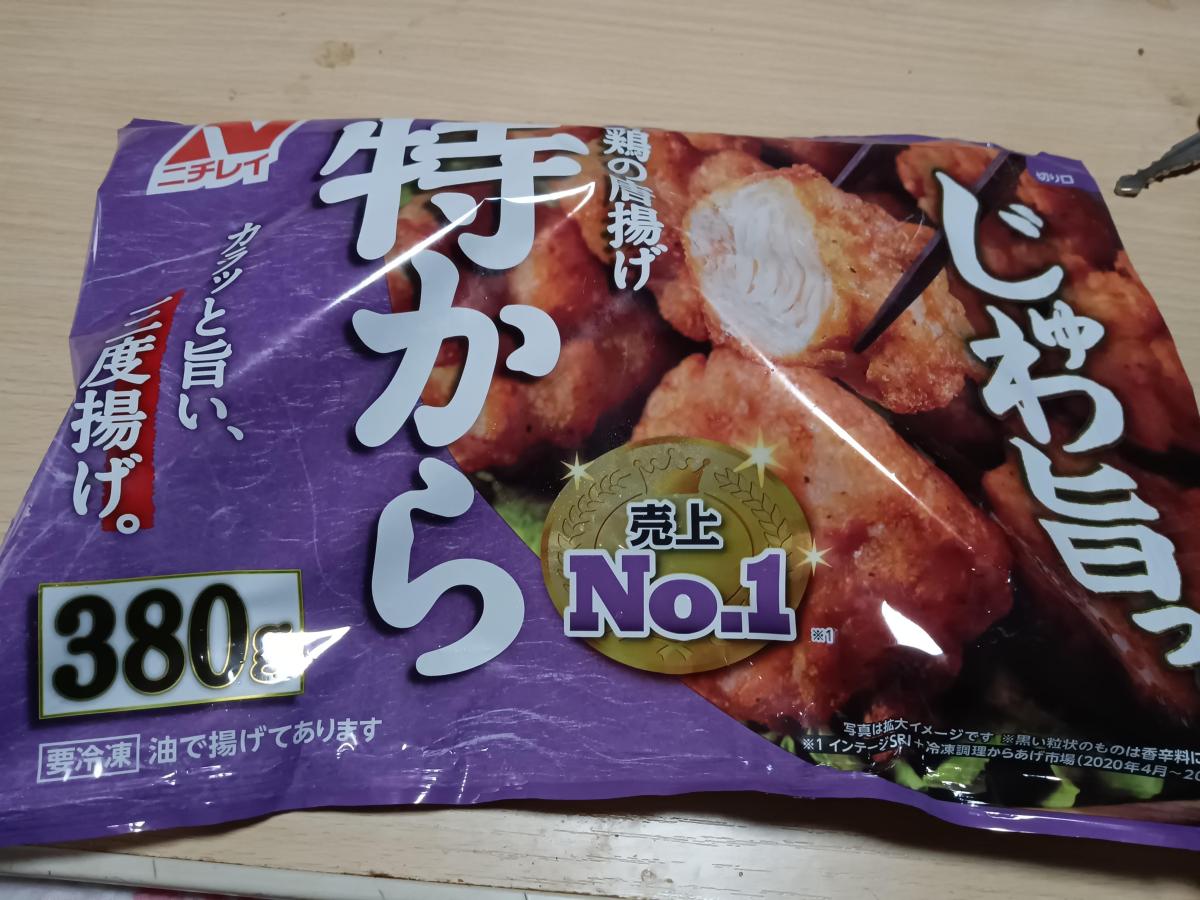 ニチレイ
特から
鶏の唐揚げ
じゅわ旨っ
切り口
カラッと旨い、
三度揚げ。
売上
No.1
※1
380g
要冷凍 油で揚げてあります
写真は拡大イメージです ※黒い粒状のものは香辛料に
※1 インテージSRI+冷凍調理からあげ市場(2020年4月～20